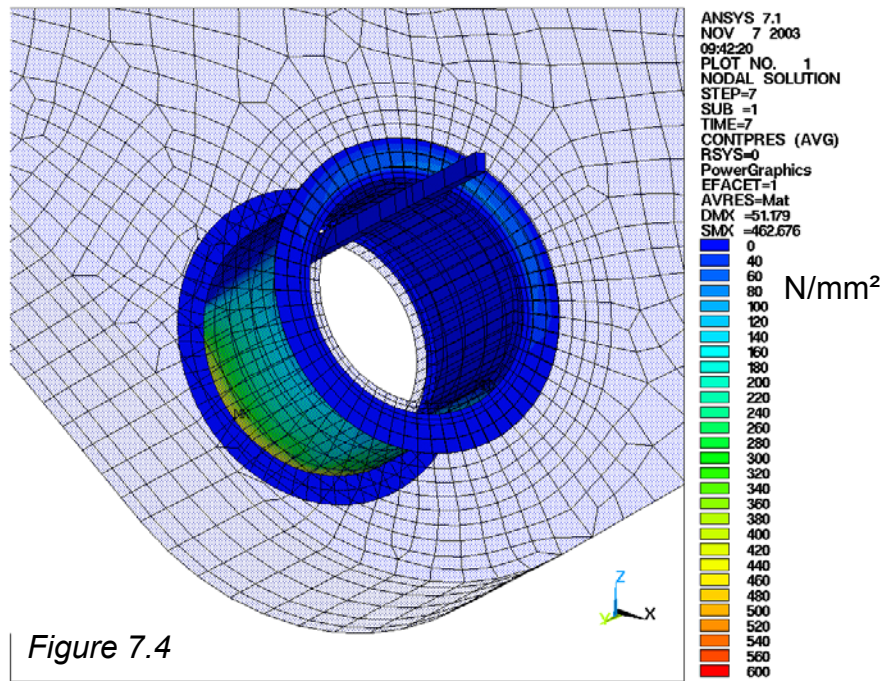 ANSYS 7.1
NOV 7 2003
09:42:20
PLOT NO. 1
NODAL SOLUTION
STEP=7
SUB =1
TIME=7
CONTPRES (AVG)
RSYS=0
PowerGraphics
EFACET=1
AVRES=Mat
DMX =51.179
SMX =462.676
0
40
60
80
N/mm²
100
120
140
160
180
200
220
240
260
280
300
320
340
360
380
400
420
440
460
480
500
520
540
560
600
MX
Z
Y
X
Figure 7.4